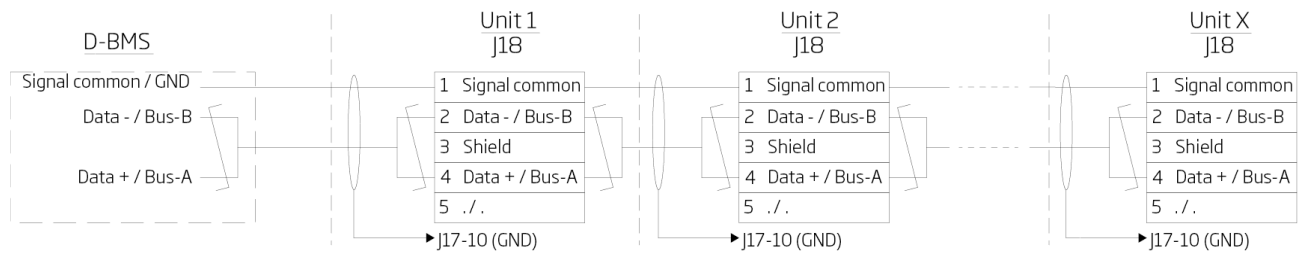 D-BMS
Signal common / GND
Data - / Bus-B
Data + / Bus-A
Unit 1
J18
1 Signal common
2 Data - / Bus-B
3 Shield
4 Data + / Bus-A
5 ./.
J17-10 (GND)
Unit 2
J18
1 Signal common
2 Data - / Bus-B
3 Shield
4 Data + / Bus-A
5 ./.
J17-10 (GND)
Unit X
J18
1 Signal common
2 Data - / Bus-B
3 Shield
4 Data + / Bus-A
5 ./.
J17-10 (GND)